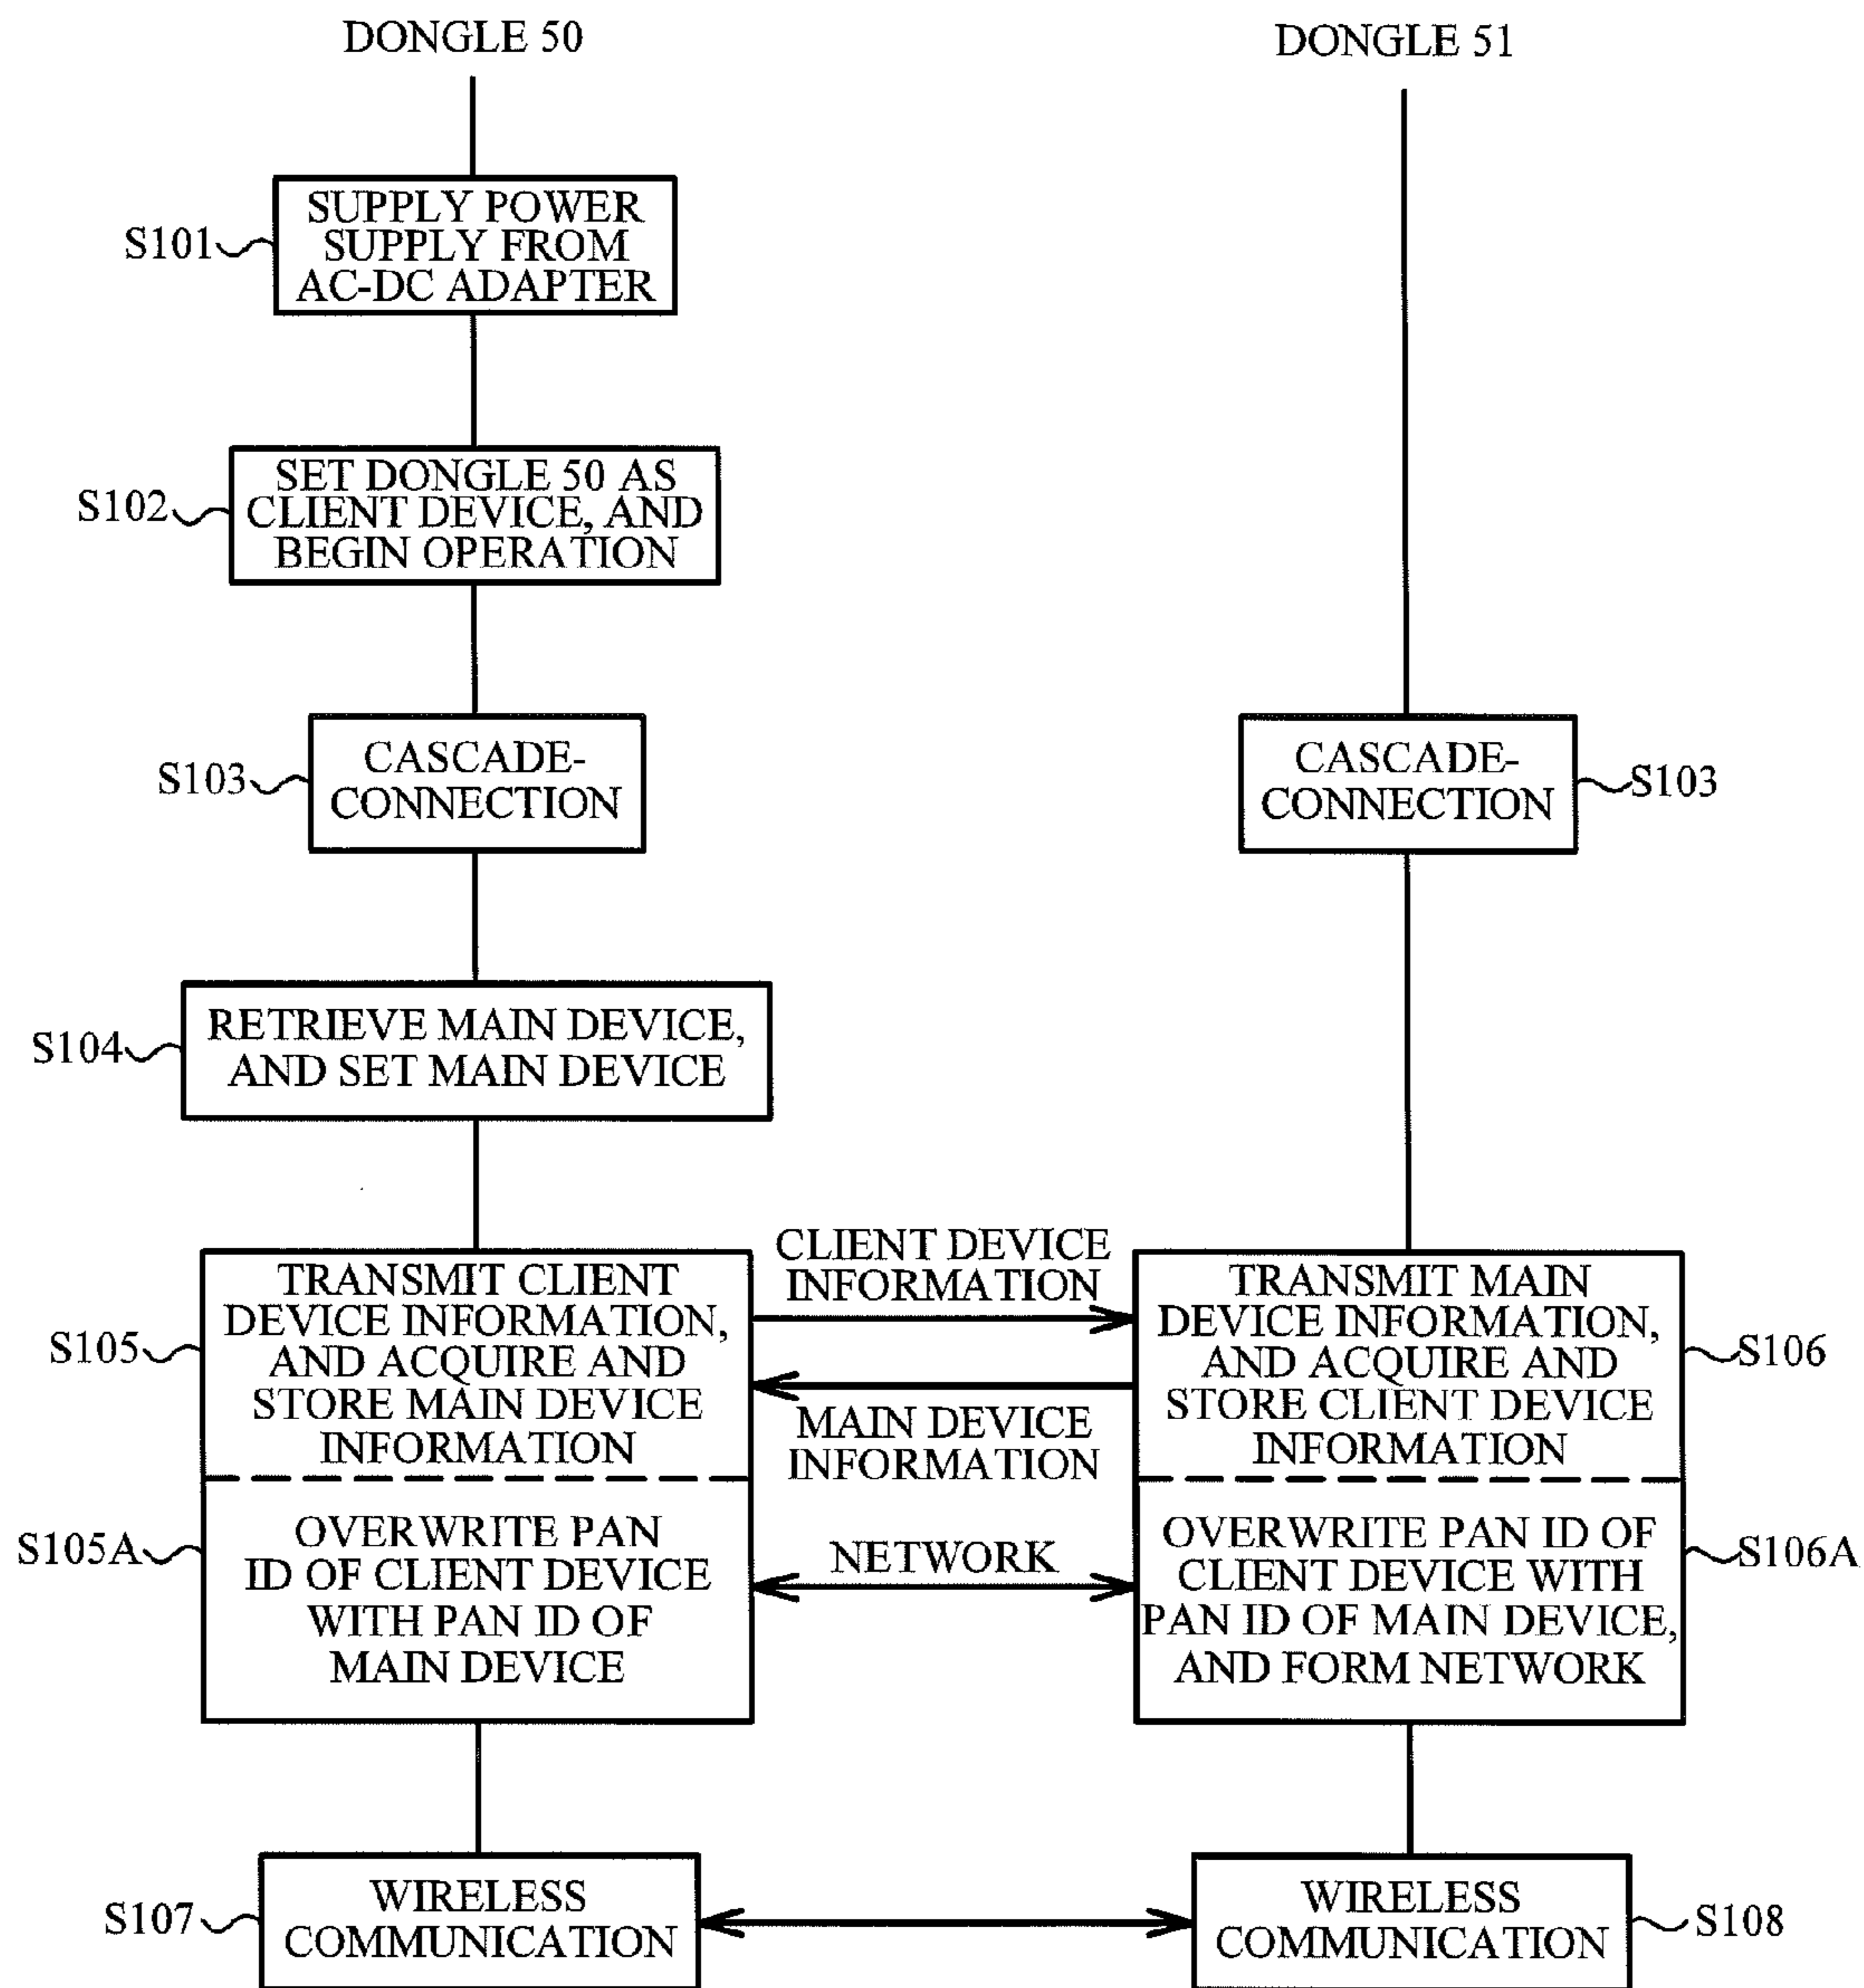 DONGLE 50
DONGLE 51
S101
SUPPLY POWER
SUPPLY FROM
AC-DC ADAPTER
S102
SET DONGLE 50 AS
CLIENT DEVICE, AND
BEGIN OPERATION
S103
CASCADE-
CONNECTION
CASCADE-
CONNECTION
S103
S104
RETRIEVE MAIN DEVICE,
AND SET MAIN DEVICE
S105
TRANSMIT CLIENT
DEVICE INFORMATION,
AND ACQUIRE AND
STORE MAIN DEVICE
INFORMATION
CLIENT DEVICE
INFORMATION
MAIN DEVICE
INFORMATION
TRANSMIT MAIN
DEVICE INFORMATION,
AND ACQUIRE AND
STORE CLIENT DEVICE
INFORMATION
S106
S105A
OVERWRITE PAN
ID OF CLIENT DEVICE
WITH PAN ID OF
MAIN DEVICE
NETWORK
OVERWRITE PAN ID OF
CLIENT DEVICE WITH
PAN ID OF MAIN DEVICE,
AND FORM NETWORK
S106A
S107
WIRELESS
COMMUNICATION
WIRELESS
COMMUNICATION
S108